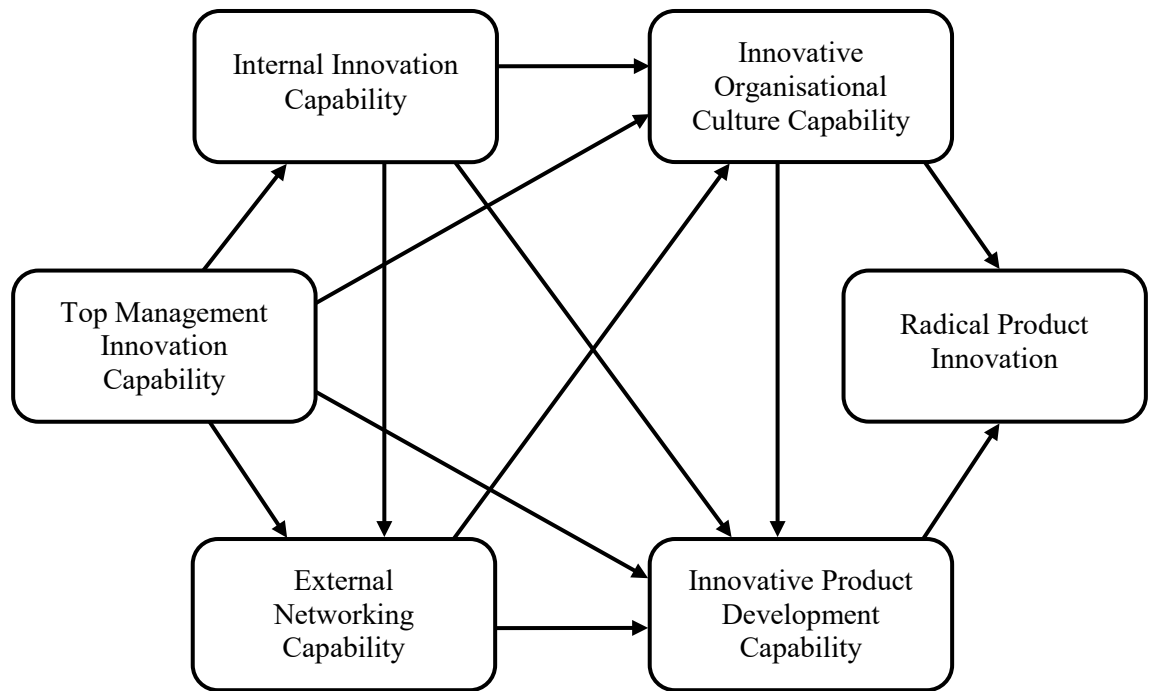 Internal Innovation
Capability
Innovative
Organisational
Culture Capability
Top Management
Innovation
Capability
Radical Product
Innovation
External
Networking
Capability
Innovative Product
Development
Capability